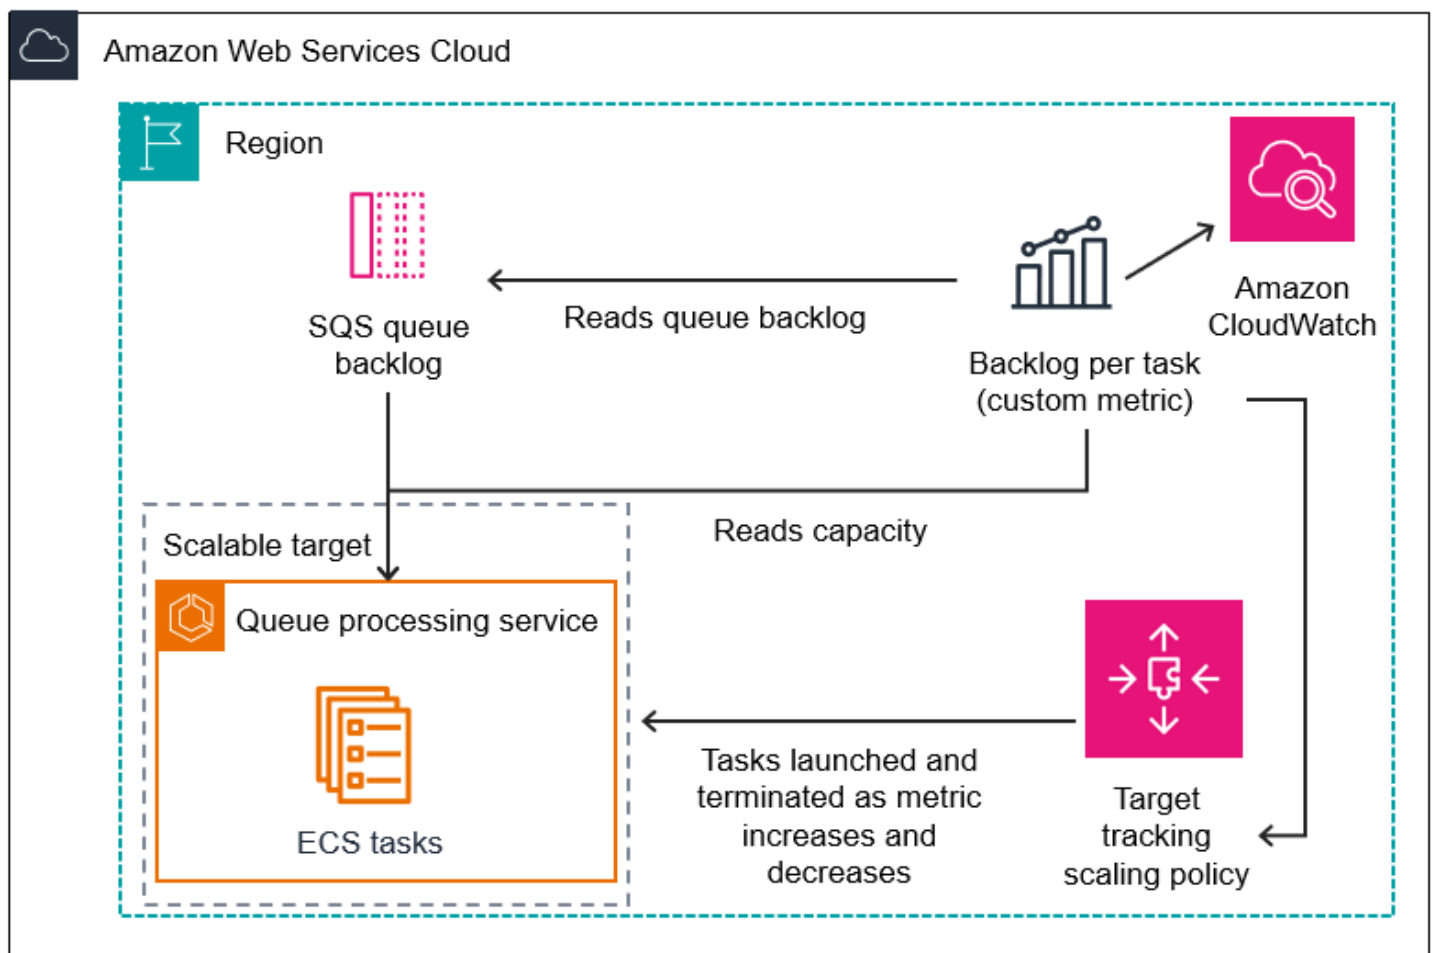 Amazon Web Services Cloud
Region
SQS queue
backlog
Reads queue backlog
Backlog per task
(custom metric)
Amazon
CloudWatch
Reads capacity
Scalable target
Queue processing service
ECS tasks
Tasks launched and
terminated as metric
increases and
decreases
Target
tracking
scaling policy